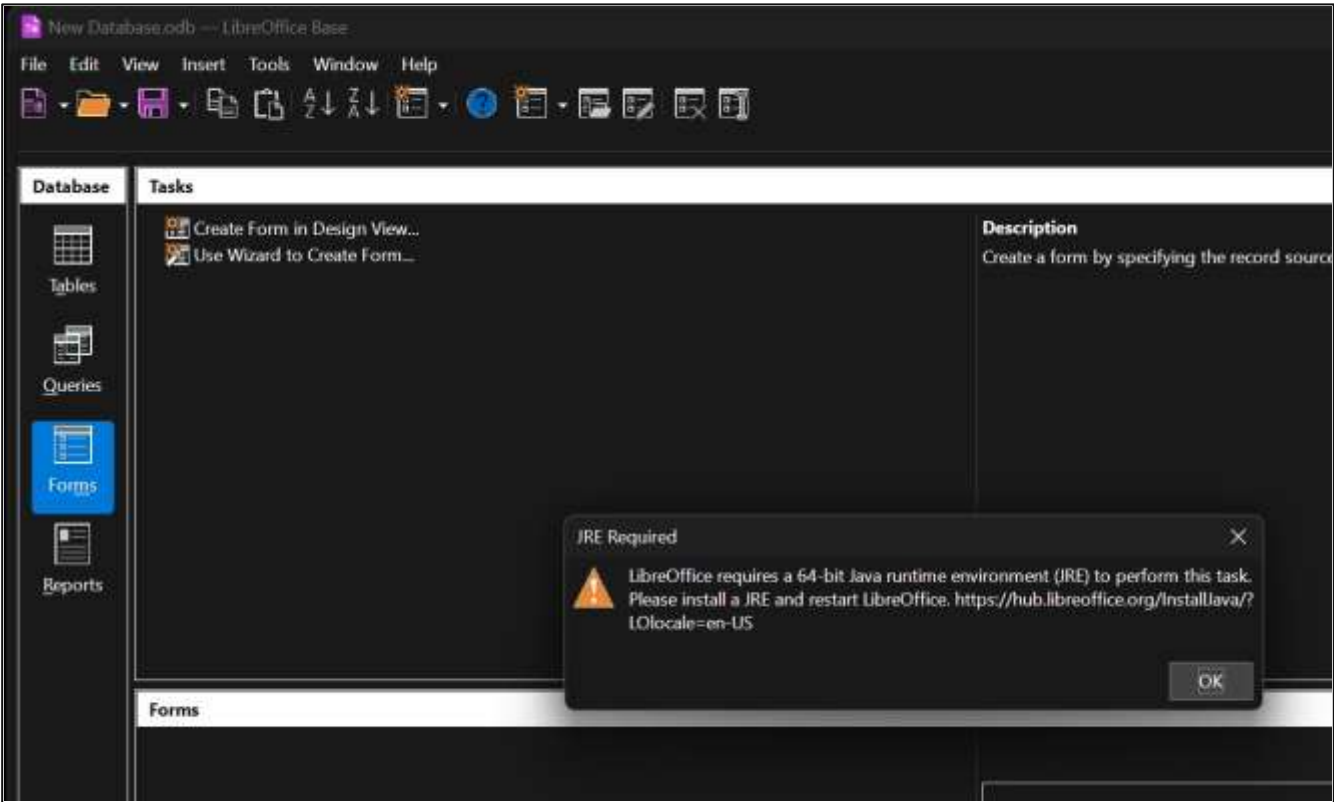 New Database.odb — LibreOffice Base
File Edit View Insert Tools Window Help
Database
Tasks
Create Form in Design View...
Use Wizard to Create Form...
Description
Create a form by specifying the record source
Tables
Queries
Forms
Reports
JRE Required
LibreOffice requires a 64-bit Java runtime environment (JRE) to perform this task.
Please install a JRE and restart LibreOffice. https://hub.libreoffice.org/InstallJava/?
LOlocale=en-US
OK
Forms